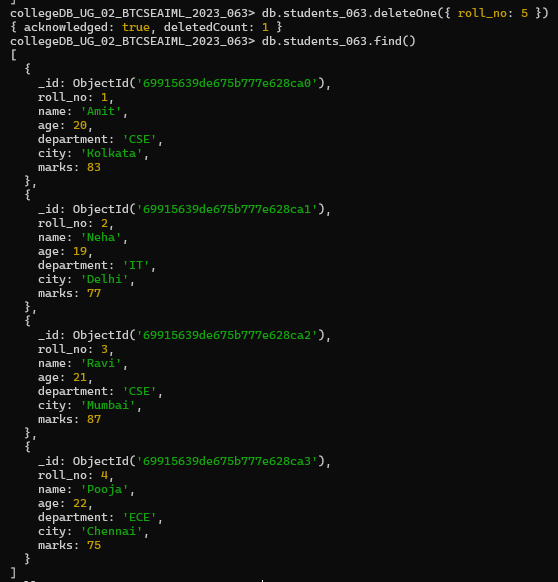 collegeDB_UG_02_BTCSEAIML_2023_063> db.students_063.deleteOne({ roll_no: 5 })
{ acknowledged: true, deletedCount: 1 }
collegeDB_UG_02_BTCSEAIML_2023_063> db.students_063.find()
[
  {
    _id: ObjectId('69915639de675b777e628ca0'),
    roll_no: 1,
    name: 'Amit',
    age: 20,
    department: 'CSE',
    city: 'Kolkata',
    marks: 83
  },
  {
    _id: ObjectId('69915639de675b777e628ca1'),
    roll_no: 2,
    name: 'Neha',
    age: 19,
    department: 'IT',
    city: 'Delhi',
    marks: 77
  },
  {
    _id: ObjectId('69915639de675b777e628ca2'),
    roll_no: 3,
    name: 'Ravi',
    age: 21,
    department: 'CSE',
    city: 'Mumbai',
    marks: 87
  },
  {
    _id: ObjectId('69915639de675b777e628ca3'),
    roll_no: 4,
    name: 'Pooja',
    age: 22,
    department: 'ECE',
    city: 'Chennai',
    marks: 75
  }
]